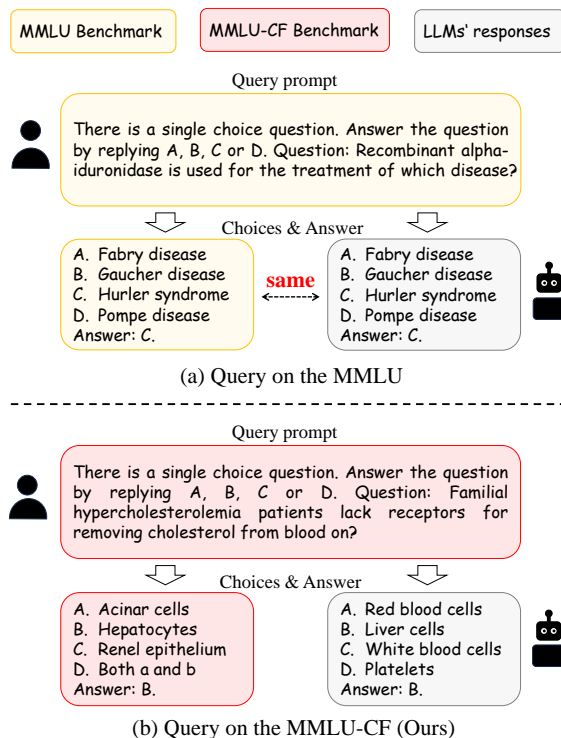 MMLU Benchmark
MMLU-CF Benchmark
LLMs' responses
Query prompt
There is a single choice question. Answer the question
by replying A, B, C or D. Question: Recombinant alpha-
iduronidase is used for the treatment of which disease?
Choices & Answer
A. Fabry disease
B. Gaucher disease
C. Hurler syndrome
D. Pompe disease
Answer: C.
same
A. Fabry disease
B. Gaucher disease
C. Hurler syndrome
D. Pompe disease
Answer: C.
(a) Query on the MMLU
Query prompt
There is a single choice question. Answer the question
by replying A, B, C or D. Question: Familial
hypercholesterolemia patients lack receptors for
removing cholesterol from blood on?
Choices & Answer
A. Acinar cells
B. Hepatocytes
C. Renel epithelium
D. Both a and b
Answer: B.
A. Red blood cells
B. Liver cells
C. White blood cells
D. Platelets
Answer: B.
(b) Query on the MMLU-CF (Ours)